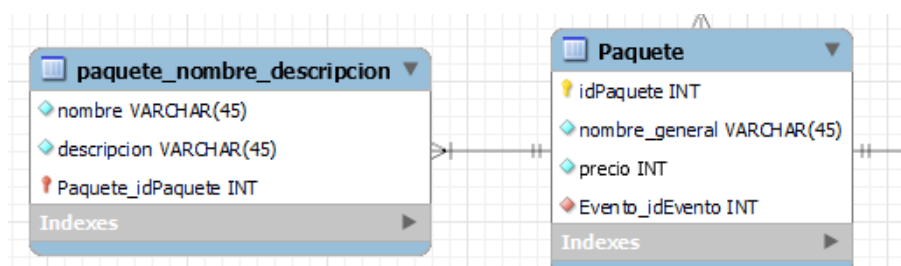 paquete_nombre_descripcion
nombre VARCHAR(45)
descripcion VARCHAR(45)
Paquete_idPaquete INT
Indexes
Paquete
idPaquete INT
nombre_general VARCHAR(45)
precio INT
Evento_idEvento INT
Indexes